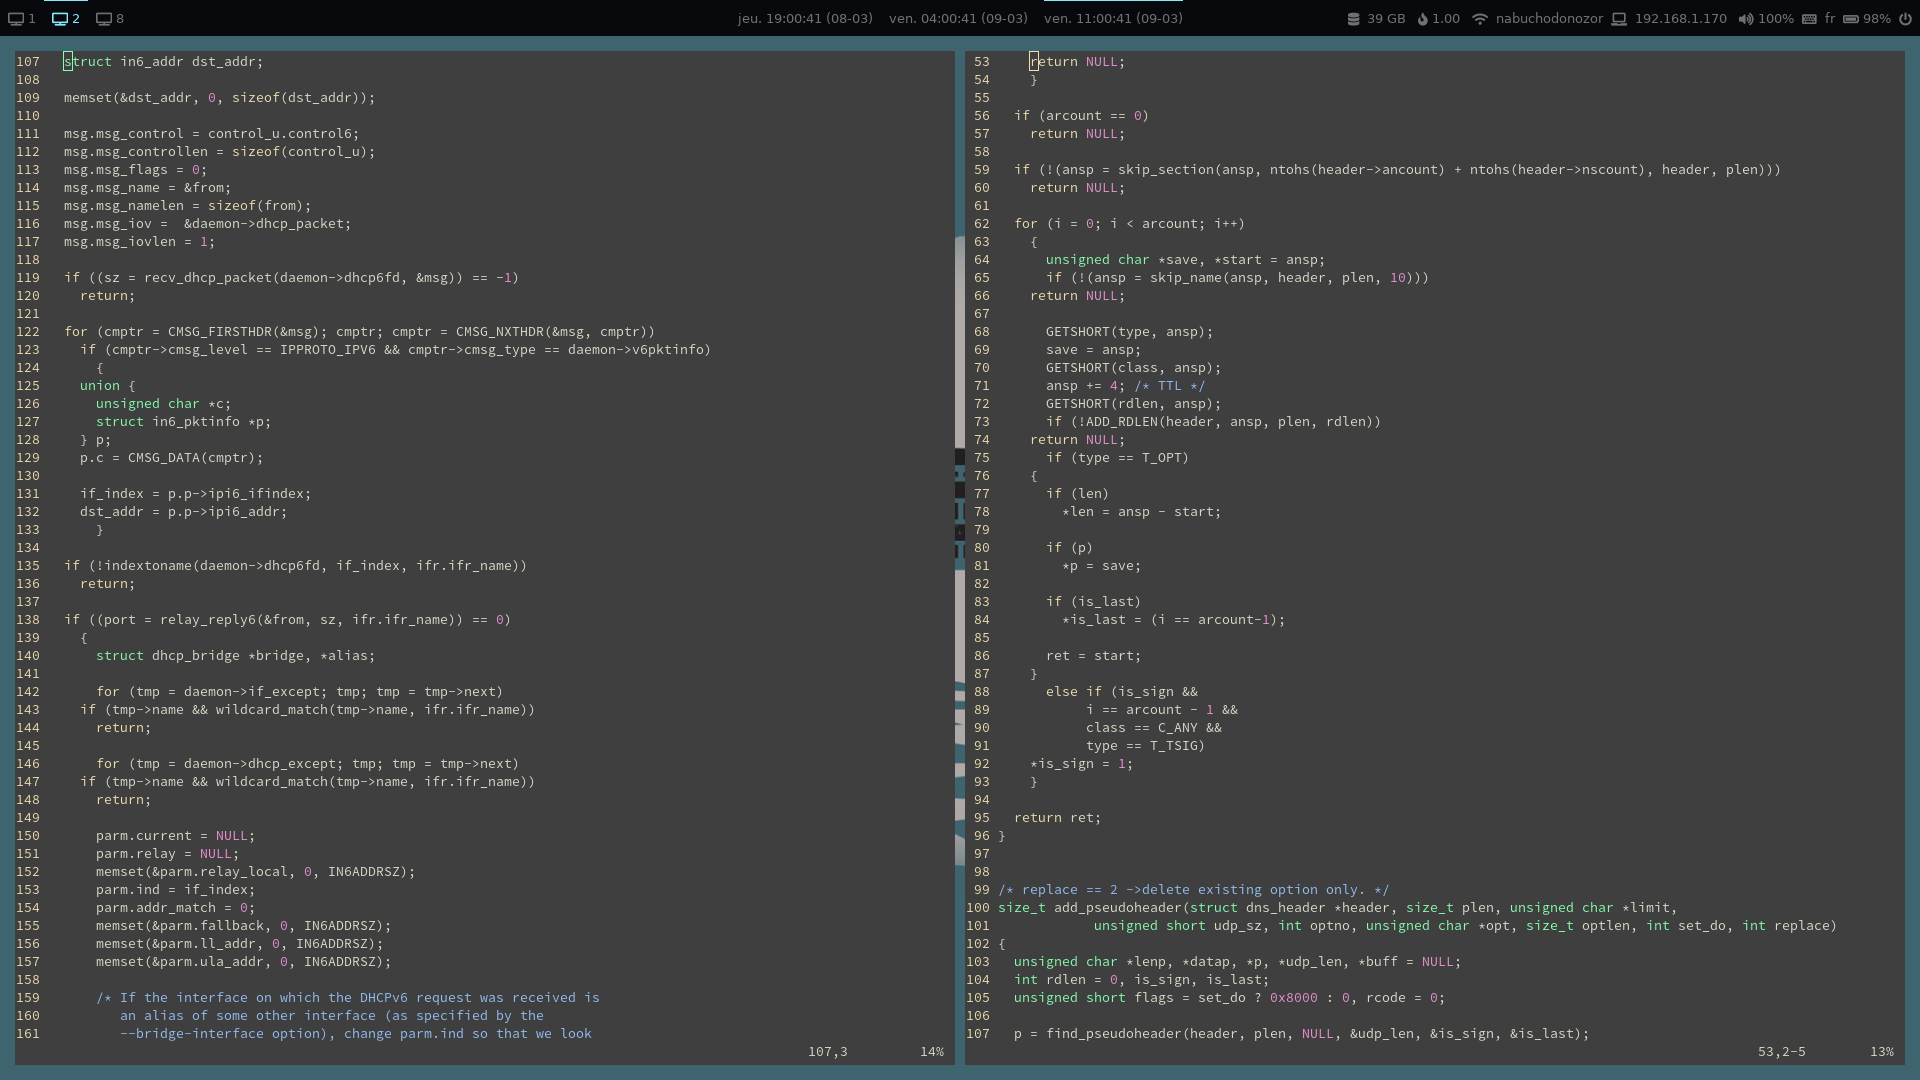 1 2 8 jeu. 19:00:41 (08-03) ven. 04:00:41 (09-03) ven. 11:00:41 (09-03) 39 GB 1.00 nabuchodonozor 192.168.1.170 100% fr 98%
107 struct in6_addr dst_addr;
108
109 memset(&dst_addr, 0, sizeof(dst_addr));
110
111 msg.msg_control = control_u.control6;
112 msg.msg_controllen = sizeof(control_u);
113 msg.msg_flags = 0;
114 msg.msg_name = &from;
115 msg.msg_namelen = sizeof(from);
116 msg.msg_iov =  &daemon->dhcp_packet;
117 msg.msg_iovlen = 1;
118
119 if ((sz = recv_dhcp_packet(daemon->dhcp6fd, &msg)) == -1)
120 return;
121
122 for (cmptr = CMSG_FIRSTHDR(&msg); cmptr; cmptr = CMSG_NXTHDR(&msg, cmptr))
123 if (cmptr->cmsg_level == IPPROTO_IPV6 && cmptr->cmsg_type == daemon->v6pktinfo)
124 {
125 union {
126 unsigned char *c;
127 struct in6_pktinfo *p;
128 } p;
129 p.c = CMSG_DATA(cmptr);
130
131 if_index = p.p->ipi6_ifindex;
132 dst_addr = p.p->ipi6_addr;
133 }
134
135 if (!indextoname(daemon->dhcp6fd, if_index, ifr.ifr_name))
136 return;
137
138 if ((port = relay_reply6(&from, sz, ifr.ifr_name)) == 0)
139 {
140 struct dhcp_bridge *bridge, *alias;
141
142 for (tmp = daemon->if_except; tmp; tmp = tmp->next)
143 if (tmp->name && wildcard_match(tmp->name, ifr.ifr_name))
144 return;
145
146 for (tmp = daemon->dhcp_except; tmp; tmp = tmp->next)
147 if (tmp->name && wildcard_match(tmp->name, ifr.ifr_name))
148 return;
149
150 parm.current = NULL;
151 parm.relay = NULL;
152 memset(&parm.relay_local, 0, IN6ADDRSZ);
153 parm.ind = if_index;
154 parm.addr_match = 0;
155 memset(&parm.fallback, 0, IN6ADDRSZ);
156 memset(&parm.ll_addr, 0, IN6ADDRSZ);
157 memset(&parm.ula_addr, 0, IN6ADDRSZ);
158
159 /* If the interface on which the DHCPv6 request was received is
160 an alias of some other interface (as specified by the
161 --bridge-interface option), change parm.ind so that we look
107,3 14%
53 return NULL;
54 }
55
56 if (arcount == 0)
57 return NULL;
58
59 if (!(ansp = skip_section(ansp, ntohs(header->ancount) + ntohs(header->nscount), header, plen)))
60 return NULL;
61
62 for (i = 0; i < arcount; i++)
63 {
64 unsigned char *save, *start = ansp;
65 if (!(ansp = skip_name(ansp, header, plen, 10)))
66 return NULL;
67
68 GETSHORT(type, ansp);
69 save = ansp;
70 GETSHORT(class, ansp);
71 ansp += 4; /* TTL */
72 GETSHORT(rdlen, ansp);
73 if (!ADD_RDLEN(header, ansp, plen, rdlen))
74 return NULL;
75 if (type == T_OPT)
76 {
77 if (len)
78 *len = ansp - start;
79
80 if (p)
81 *p = save;
82
83 if (is_last)
84 *is_last = (i == arcount-1);
85
86 ret = start;
87 }
88 else if (is_sign &&
89 i == arcount - 1 &&
90 class == C_ANY &&
91 type == T_TSIG)
92 *is_sign = 1;
93 }
94
95 return ret;
96 }
97
98
99 /* replace == 2 ->delete existing option only. */
100 size_t add_pseudoheader(struct dns_header *header, size_t plen, unsigned char *limit,
101 unsigned short udp_sz, int optno, unsigned char *opt, size_t optlen, int set_do, int replace)
102 {
103 unsigned char *lenp, *datap, *p, *udp_len, *buff = NULL;
104 int rdlen = 0, is_sign, is_last;
105 unsigned short flags = set_do ? 0x8000 : 0, rcode = 0;
106
107 p = find_pseudoheader(header, plen, NULL, &udp_len, &is_sign, &is_last);
53,2-5 13%